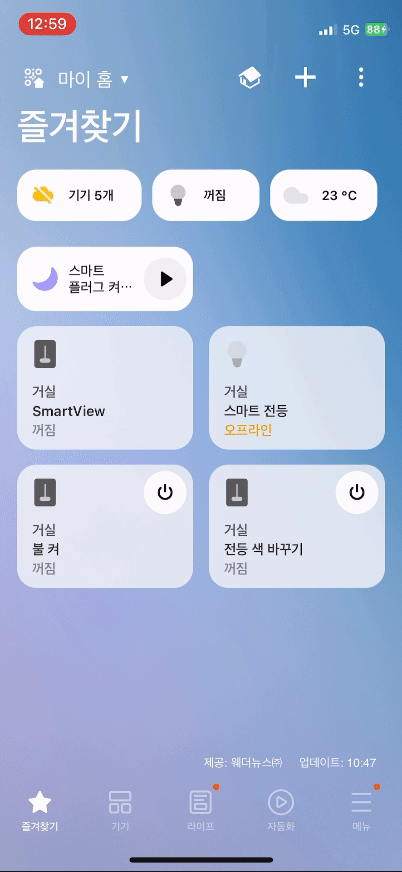 12:59
5G 88
마이 홈 ▼
즐겨찾기
기기 5개
꺼짐
23 °C
스마트
플러그 켜…
거실
SmartView
꺼짐
거실
스마트 전등
오프라인
거실
불 켜
꺼짐
거실
전등 색 바꾸기
꺼짐
제공: 웨더뉴스㈜ 업데이트: 10:47
즐겨찾기
기기
라이프
자동화
메뉴